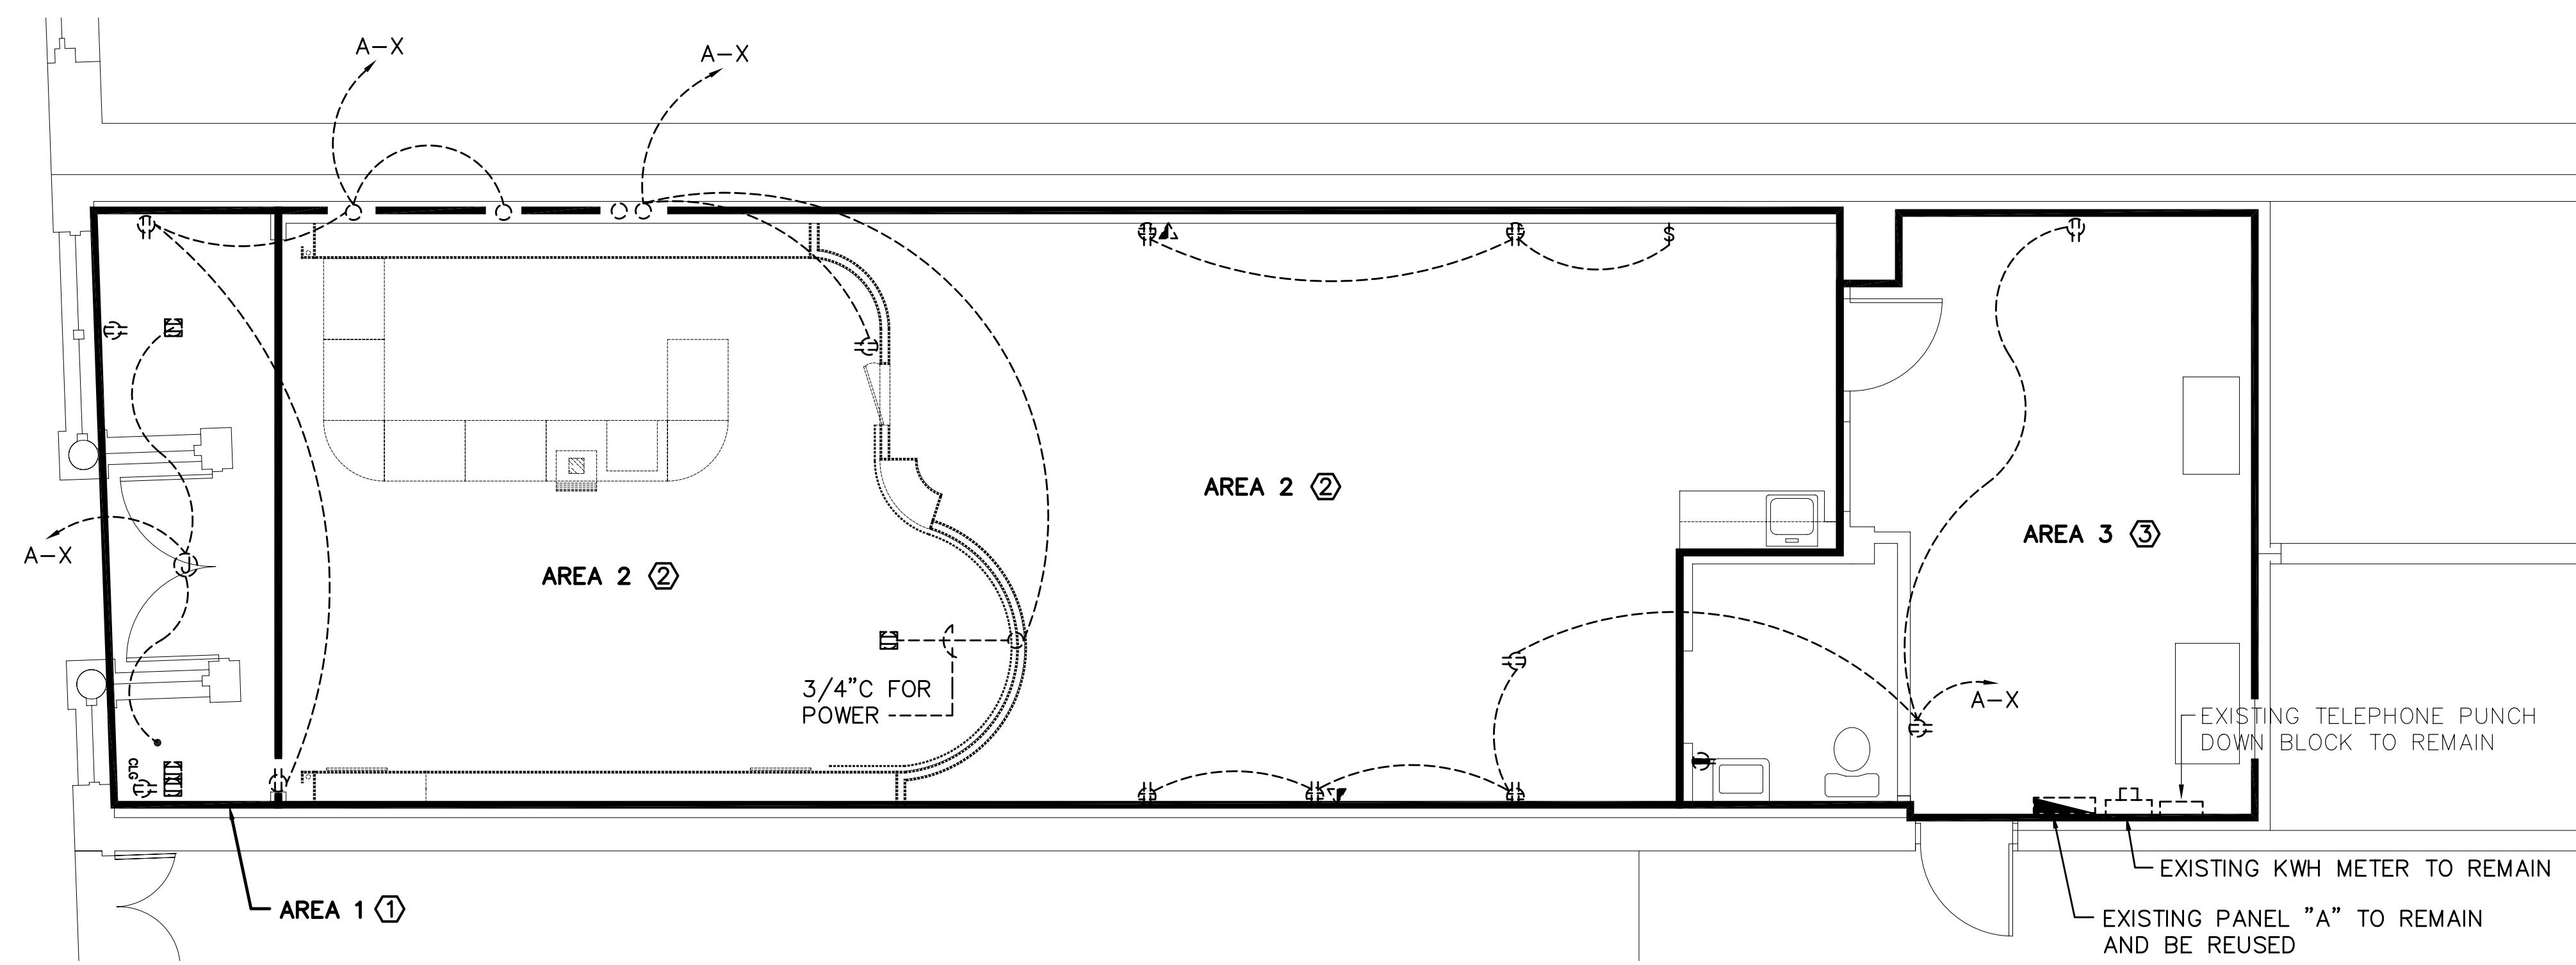 A-X
A-X
A-X
AREA 2 2
AREA 2 2
AREA 3 3
3/4"C FOR
POWER
A-X
EXISTING TELEPHONE PUNCH
DOWN BLOCK TO REMAIN
$
J
CLG
AREA 1 1
EXISTING KWH METER TO REMAIN
EXISTING PANEL "A" TO REMAIN
AND BE REUSED